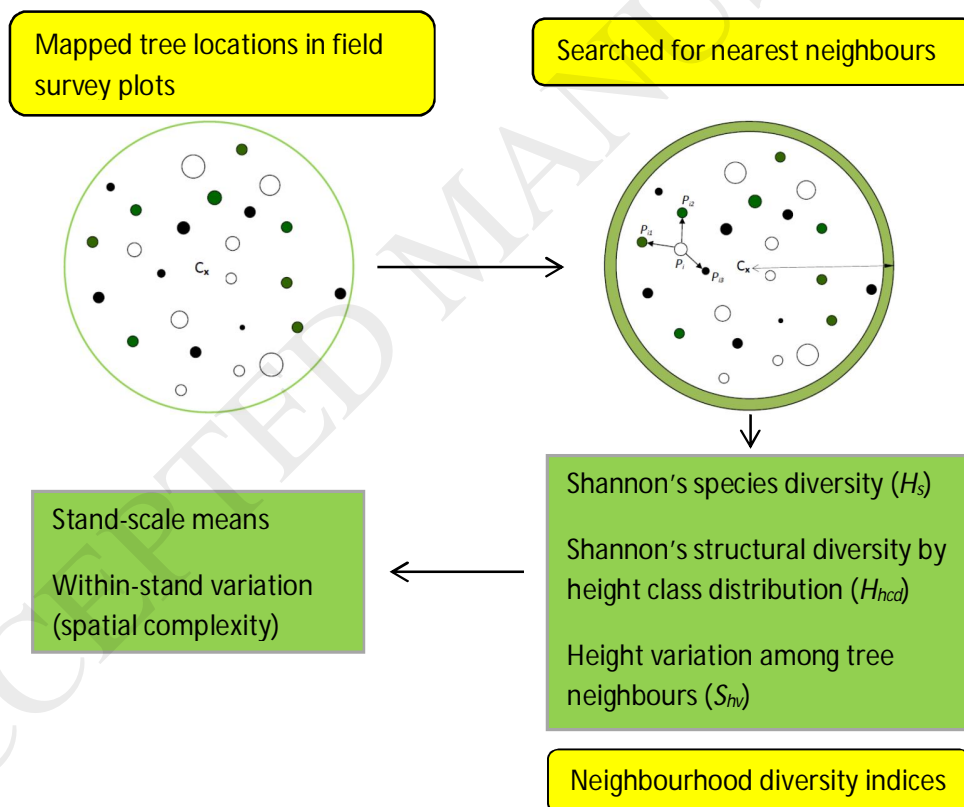 Mapped tree locations in field
survey plots
Searched for nearest neighbours
Cx
Pi2
Pi1
Pi
Pi3
Cx
Shannon’s species diversity (Hs)
Shannon’s structural diversity by
height class distribution (Hhcd)
Height variation among tree
neighbours (Shv)
Stand-scale means
Within-stand variation
(spatial complexity)
Neighbourhood diversity indices
CCEPTED MANU